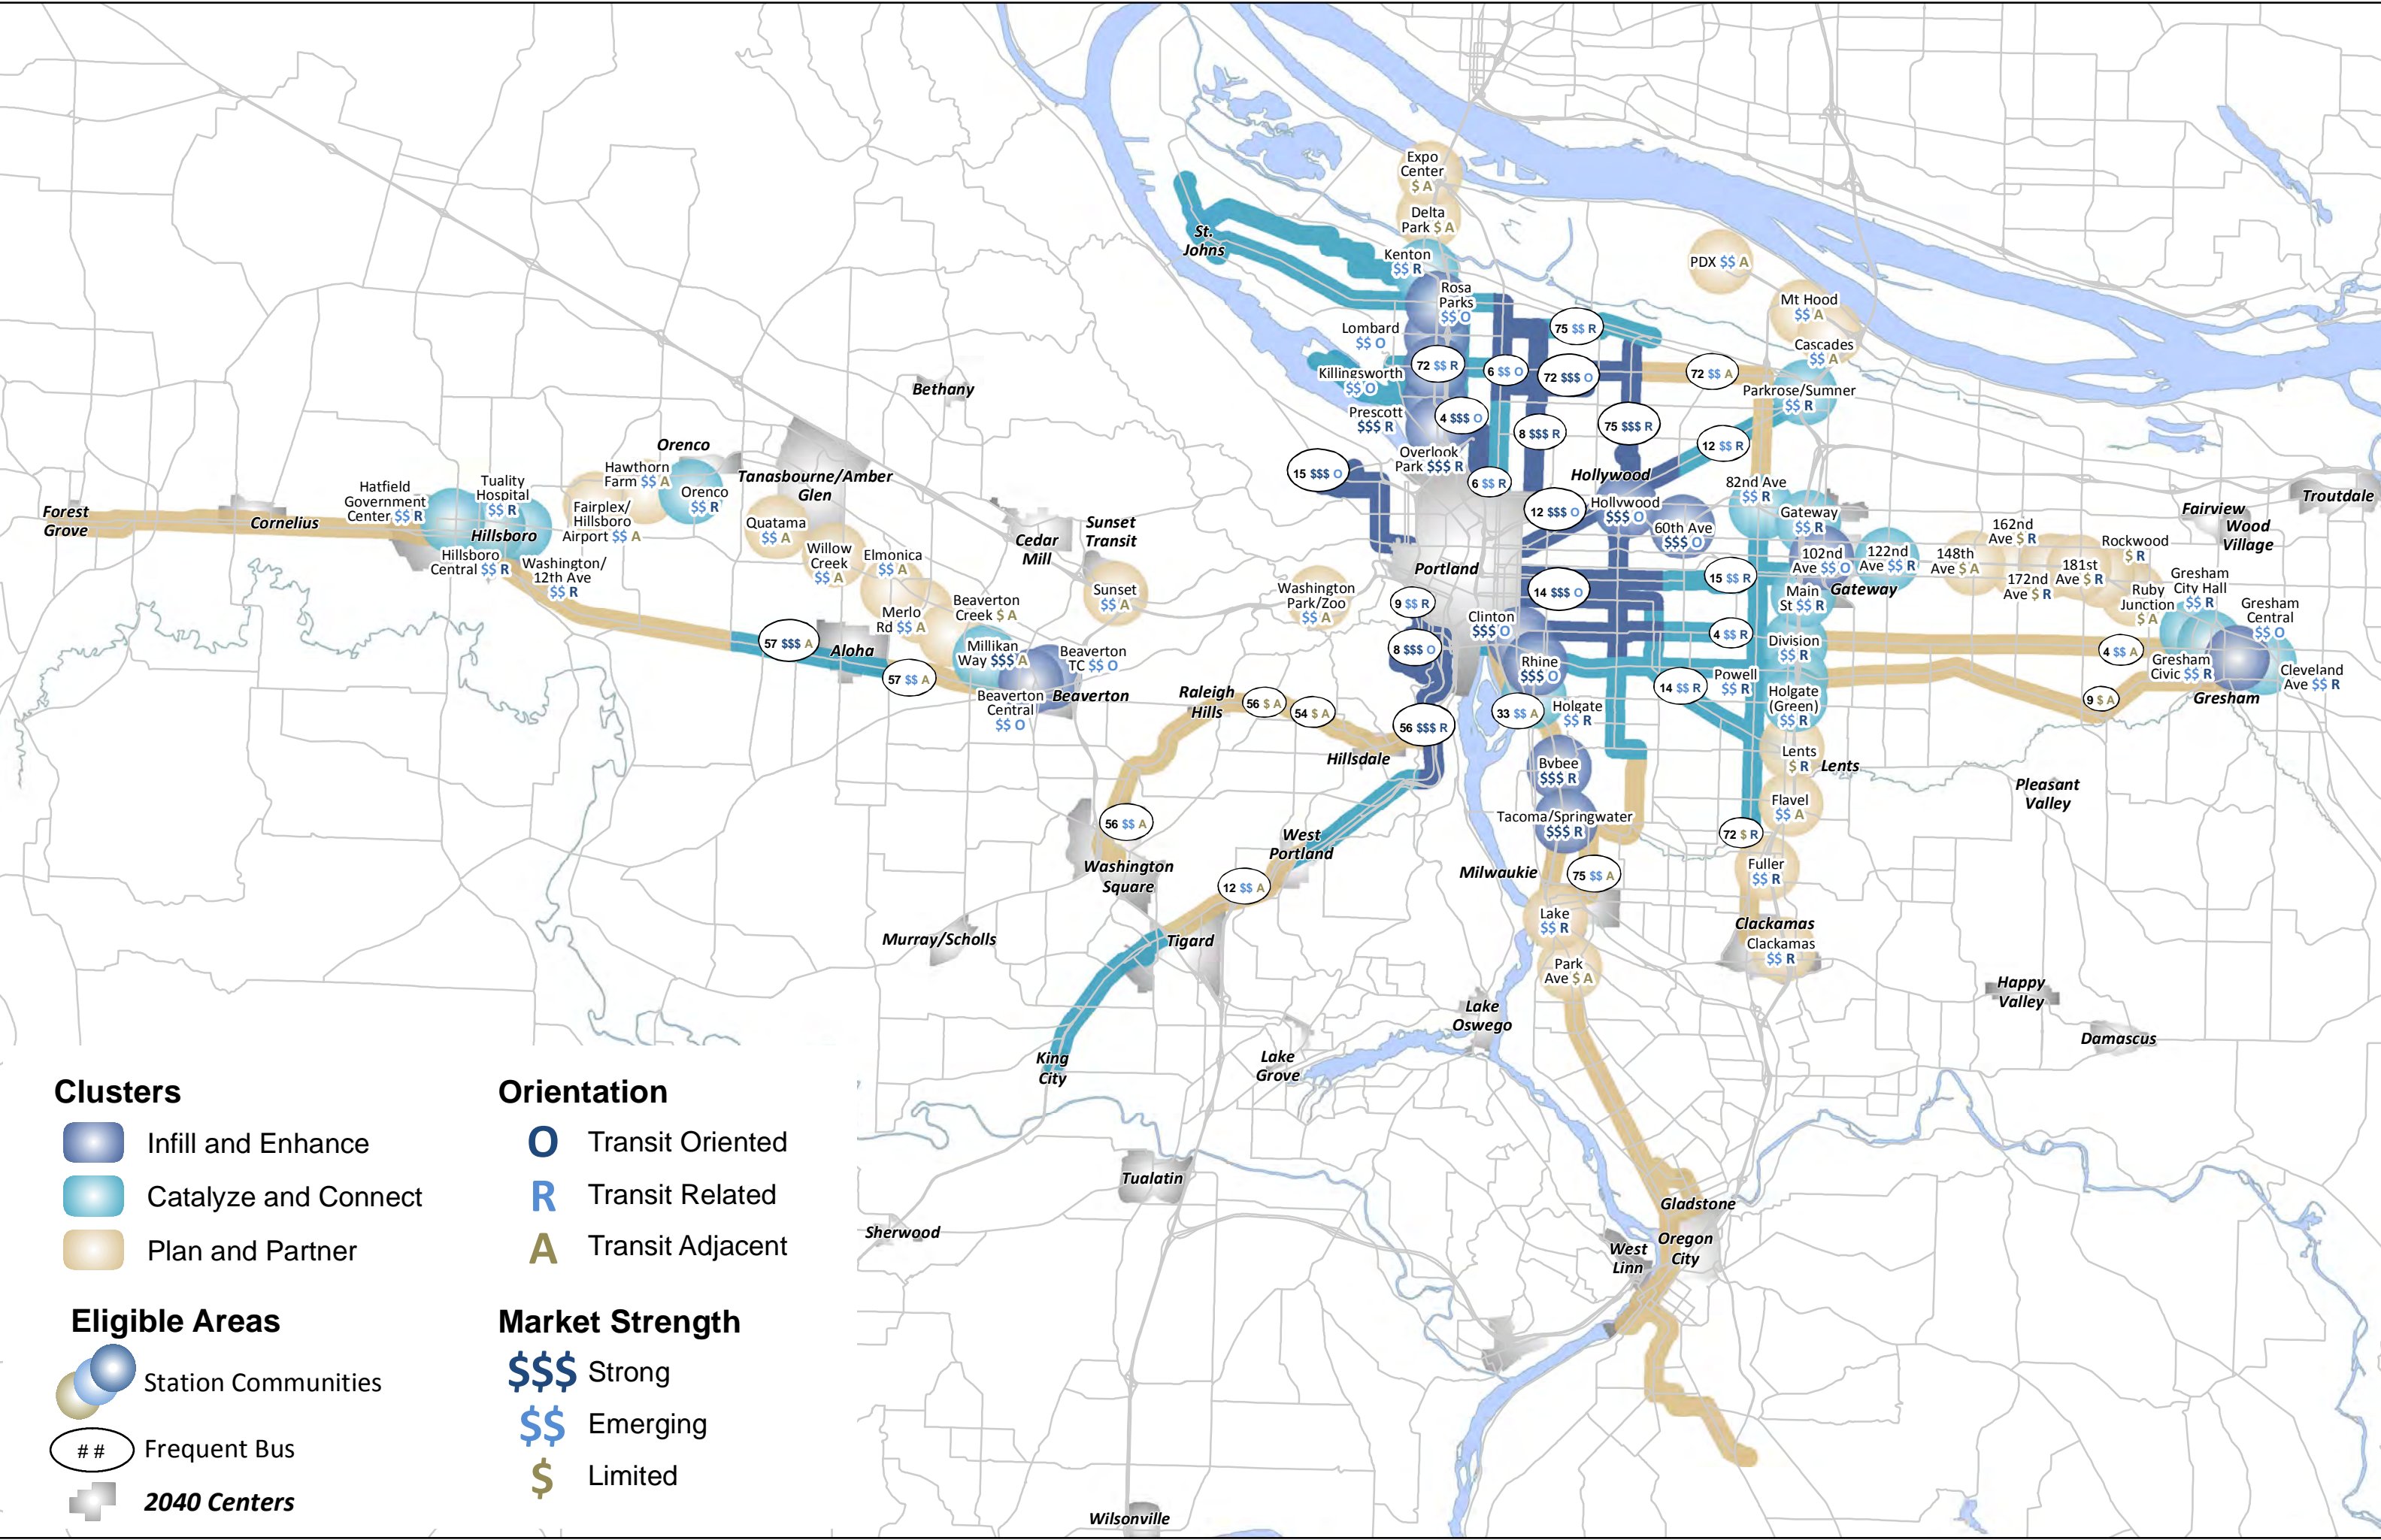 Expo
Center
$ A
Delta
Park $ A
St.
Johns
Kenton
$$ R
PDX $$ A
Rosa
Parks
$$ O
Mt Hood
$$ A
Lombard
$$ O
75 $$ R
Cascades
$$ A
72 $$ R
6 $$ O
72 $$$ O
72 $$ A
Killingsworth
$$ O
Parkrose/Sumner
$$ R
Bethany
Prescott
$$$ R
4 $$$ O
8 $$$ R
75 $$$ R
12 $$ R
Overlook
Park $$$ R
15 $$$ O
6 $$ R
Hollywood
Orenco
Hawthorn
Farm $$ A
Orenco
$$ R
Tanasbourne/Amber
Glen
Hatfield
Government
Center $$ R
Tuality
Hospital
$$ R
Fairplex/
Hillsboro
Airport $$ A
Forest
Grove
Cornelius
Hillsboro
Hillsboro
Central $$ R
Washington/
12th Ave
$$ R
Quatama
$$ A
Willow
Creek
$$ A
Elmonica
$$ A
Merlo
Rd $$ A
Beaverton
Creek $ A
Cedar
Mill
Sunset
Transit
Sunset
$$ A
Washington
Park/Zoo
$$ A
Portland
12 $$$ O
Hollywood
$$$ O
60th Ave
$$$ O
82nd Ave
$$ R
Gateway
$$ R
102nd
Ave $$ O
122nd
Ave $$ R
Gateway
148th
Ave $ A
162nd
Ave $ R
172nd
Ave $ R
181st
Ave $ R
Rockwood
$ R
Ruby
Junction
$ A
Gresham
City Hall
$$ R
Gresham
Central
$$ O
Fairview
Wood
Village
Troutdale
9 $$ R
14 $$$ O
15 $$ R
Main
St $$ R
Clinton
$$$ O
8 $$$ O
4 $$ R
Division
$$ R
4 $$ A
Rhine
$$$ O
14 $$ R
Powell
$$ R
Holgate
(Green)
$$ R
Gresham
Civic $$ R
Cleveland
Ave $$ R
Gresham
9 $ A
57 $$$ A
Aloha
57 $$ A
Millikan
Way $$$ A
Beaverton
TC $$ O
Beaverton
Central
$$ O
Beaverton
Raleigh
Hills
56 $ A
54 $ A
56 $$$ R
33 $$ A
Holgate
$$ R
Hillsdale
Bybee
$$$ R
Lents
$ R
Lents
Pleasant
Valley
Flavel
$$ A
Tacoma/Springwater
$$$ R
72 $ R
56 $$ A
Washington
Square
West
Portland
12 $$ A
Milwaukie
75 $$ A
Fuller
$$ R
Lake
$$ R
Clackamas
Clackamas
$$ R
Murray/Scholls
Tigard
Park
Ave $ A
Happy
Valley
Lake
Oswego
Damascus
King
City
Lake
Grove
Tualatin
Sherwood
Gladstone
Oregon
City
West
Linn
Wilsonville
Clusters
Infill and Enhance
Catalyze and Connect
Plan and Partner
Orientation
O Transit Oriented
R Transit Related
A Transit Adjacent
Eligible Areas
Station Communities
## Frequent Bus
2040 Centers
Market Strength
$$$ Strong
$$ Emerging
$ Limited